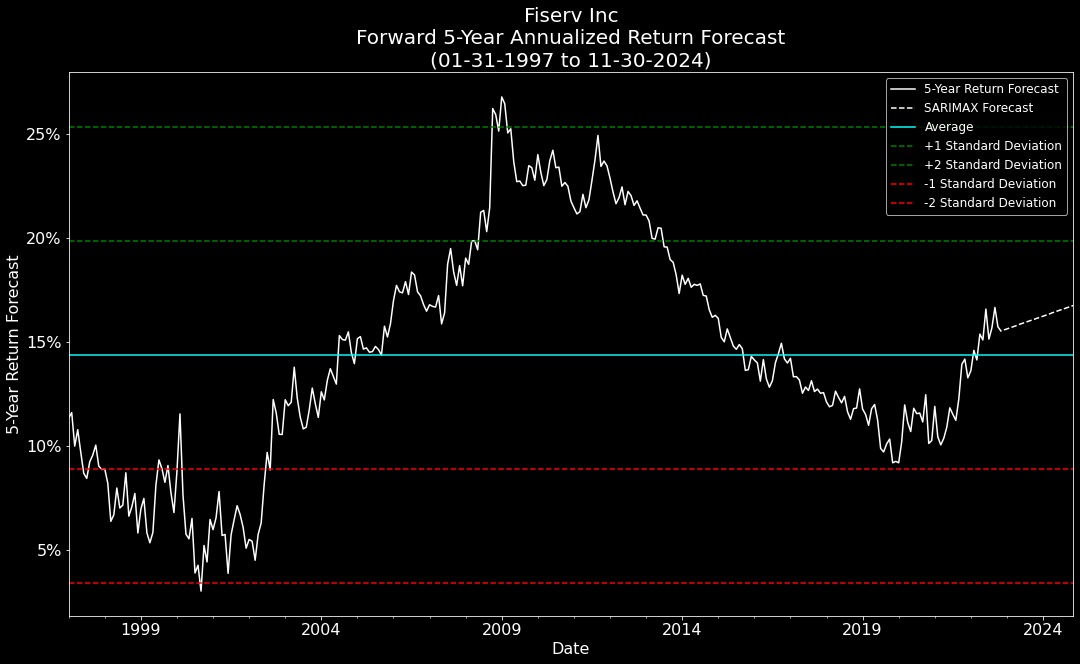 Fiserv Inc
Forward 5-Year Annualized Return Forecast
(01-31-1997 to 11-30-2024)
5-Year Return Forecast
SARIMAX Forecast
Average
+1 Standard Deviation
+2 Standard Deviation
-1 Standard Deviation
-2 Standard Deviation
25%
20%
15%
10%
5%
5-Year Return Forecast
1999
2004
2009
2014
2019
2024
Date